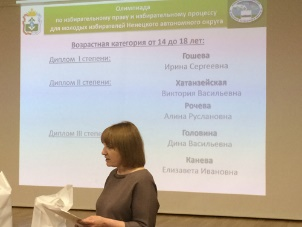 Олимпиада
по избирательному праву и избирательному процессу
для молодых избирателей Ненецкого автономного округа
Возрастная категория от 14 до 18 лет:
Диплом I степени:
Гошева
Ирина Сергеевна
Диплом II степени:
Хатанзейская
Виктория Васильевна
Рочева
Алина Руслановна
Диплом III степени:
Головина
Дина Васильевна
Канева
Елизавета Ивановна